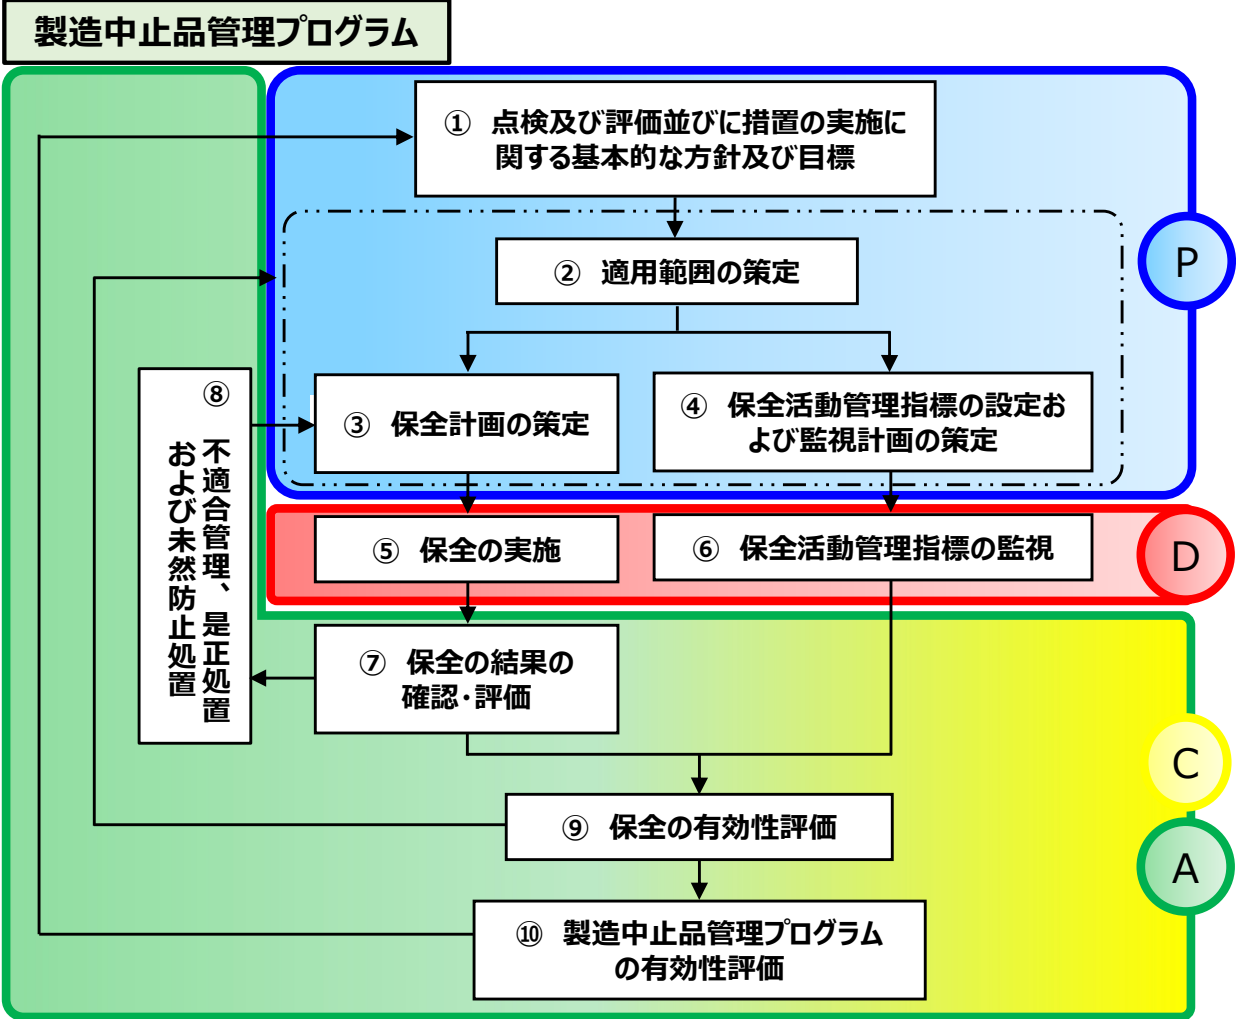 製造中止品管理プログラム
① 点検及び評価並びに措置の実施に
関する基本的な方針及び目標
P
② 適用範囲の策定
③ 保全計画の策定
④ 保全活動管理指標の設定お
よび監視計画の策定
⑧
不適合管理、是正処置
および未然防止処置
⑤ 保全の実施
⑥ 保全活動管理指標の監視
D
⑦ 保全の結果の
確認・評価
C
⑨ 保全の有効性評価
A
⑩ 製造中止品管理プログラム
の有効性評価